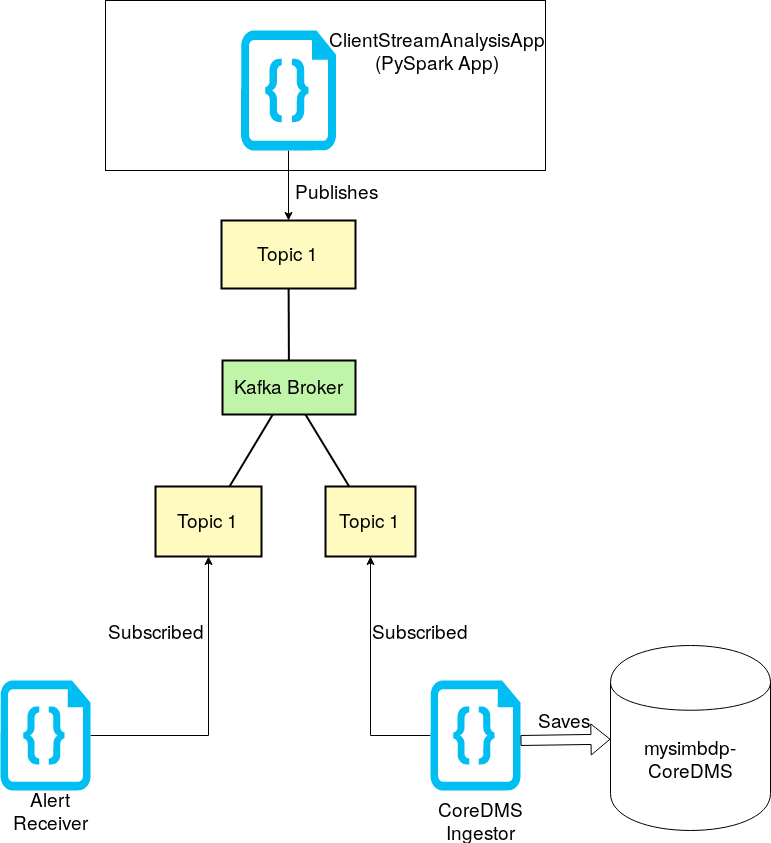 ClientStreamAnalysisApp
(PySpark App)
{}
Publishes
Topic 1
Kafka Broker
Topic 1
Topic 1
Subscribed
Subscribed
{}
{}
Saves
mysimbdp-
CoreDMS
Alert
Receiver
CoreDMS
Ingestor